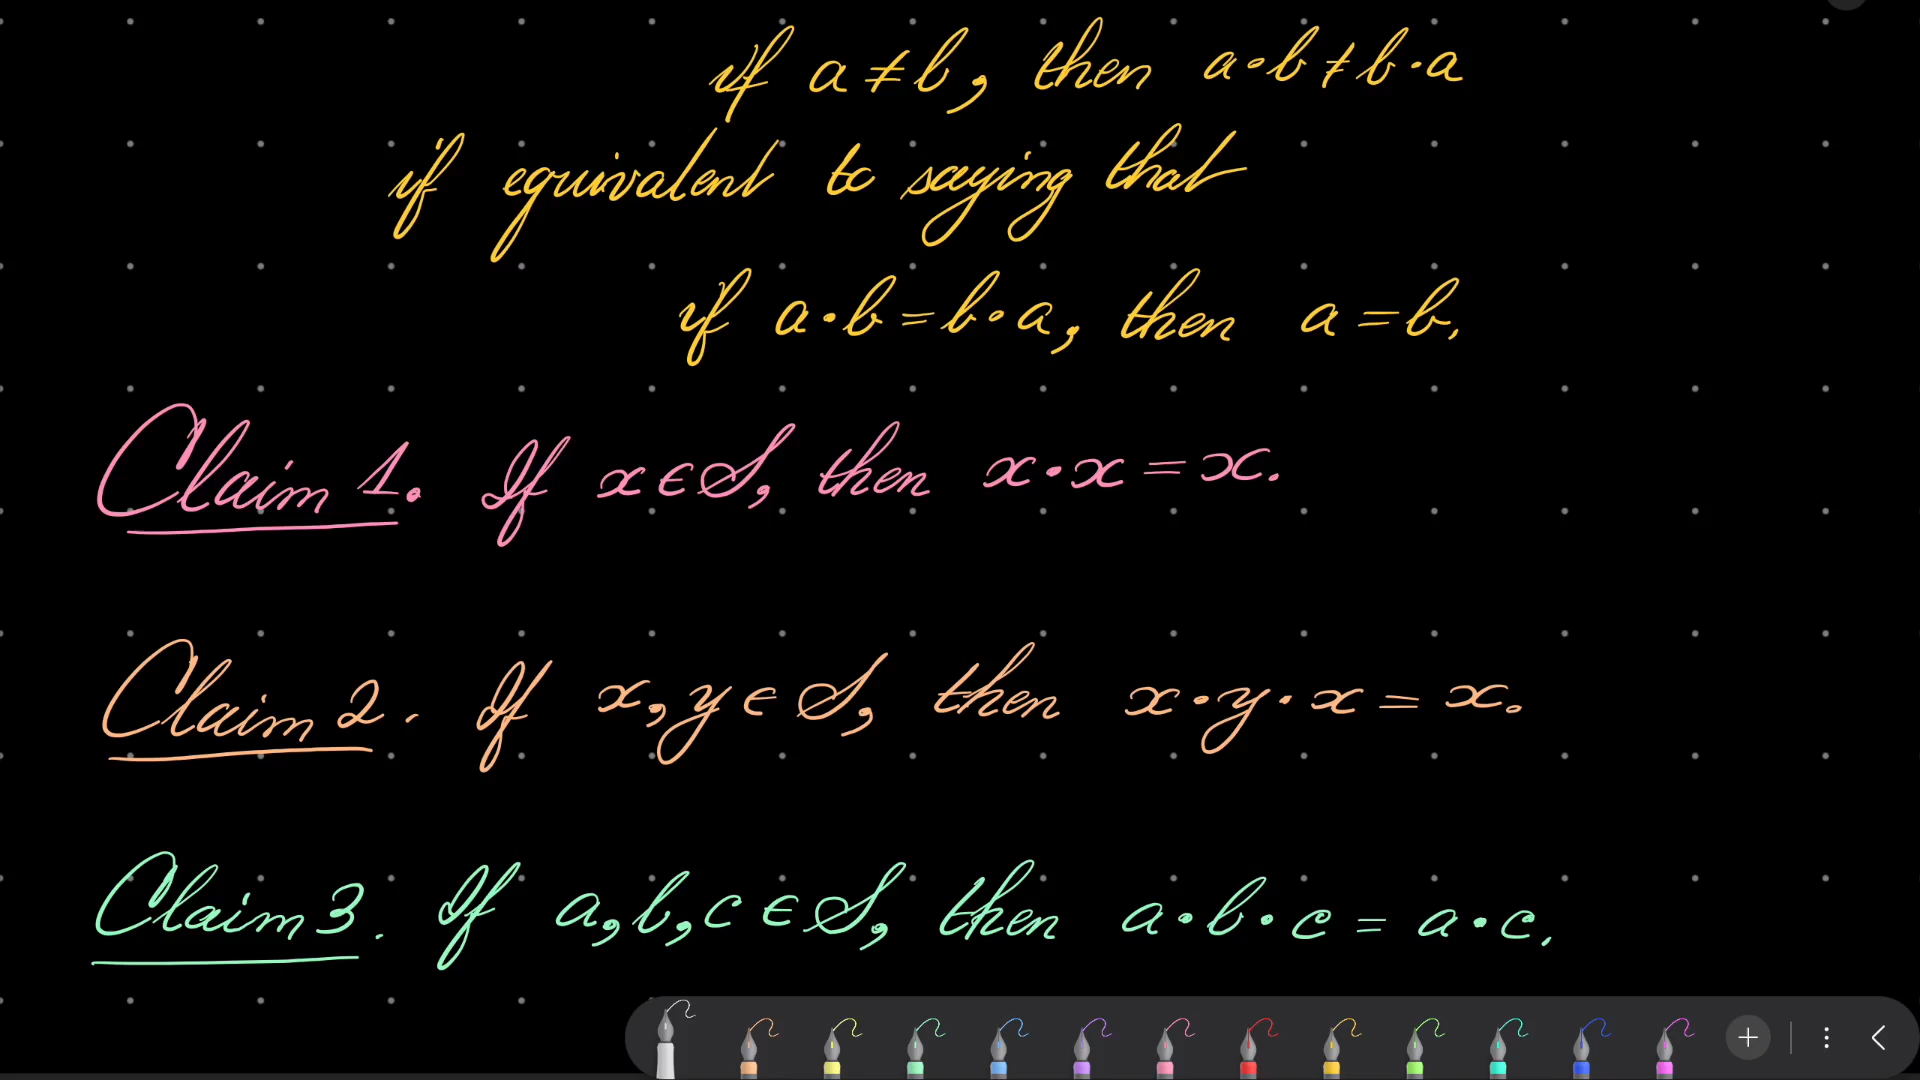 if a ≠ b, then a·b ≠ b·a
if equivalent to saying that
if a·b = b·a, then a = b.
Claim 1. If x ∈ S, then x·x = x.
Claim 2. If x, y ∈ S, then x·y·x = x.
Claim 3. If a, b, c ∈ S, then a·b·c = a·c.